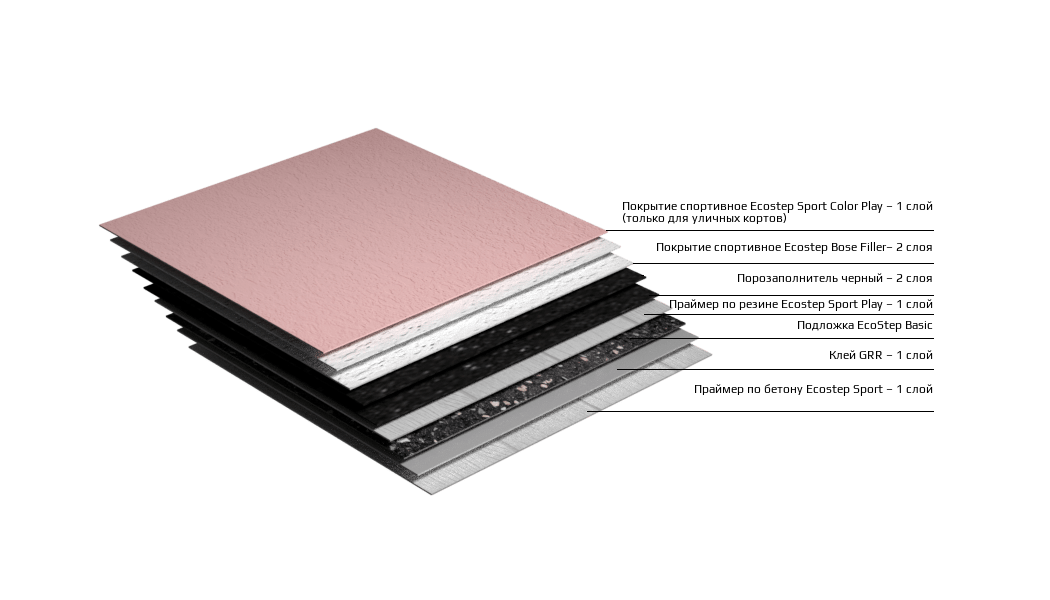 Покрытие спортивное Ecostep Sport Color Play – 1 слой
(только для уличных кортов)
Покрытие спортивное Ecostep Bose Filler– 2 слоя
Порозаполнитель черный – 2 слоя
Праймер по резине Ecostep Sport Play – 1 слой
Подложка EcoStep Basic
Клей GRR – 1 слой
Праймер по бетону Ecostep Sport – 1 слой